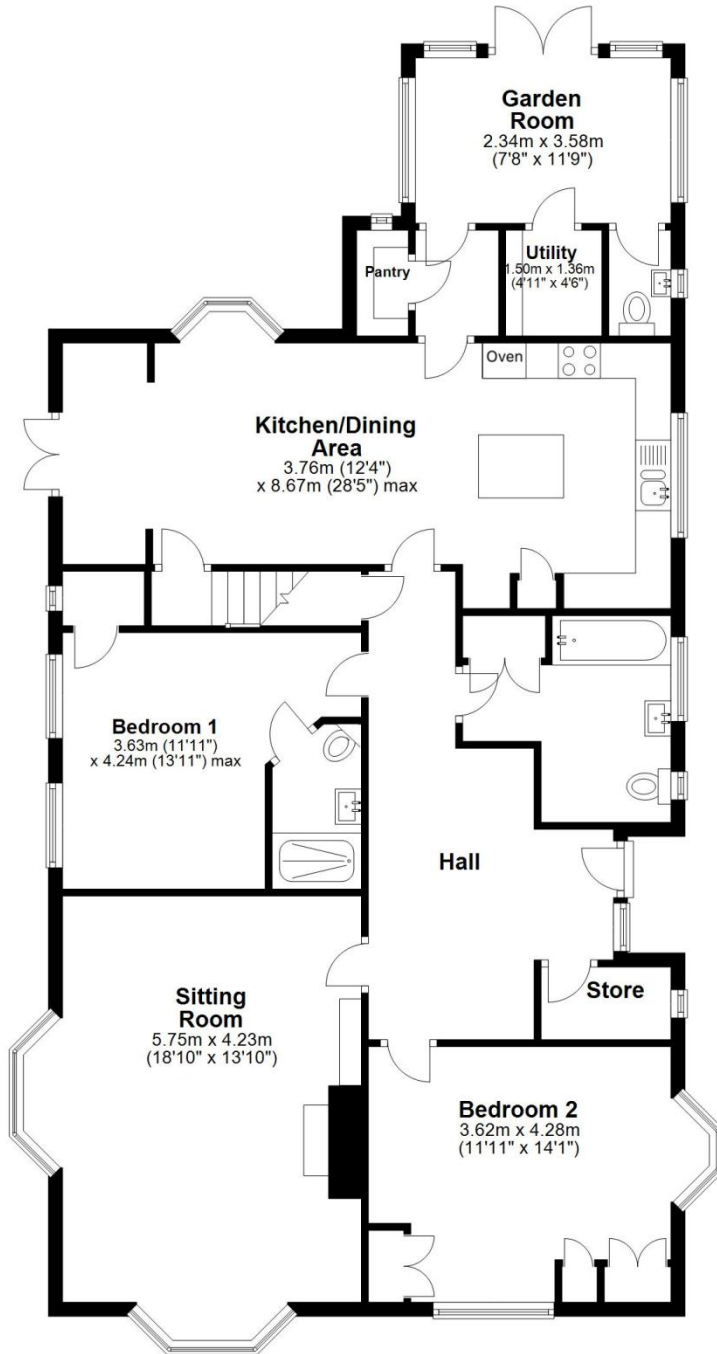 Garden
Room
2.34m x 3.58m
(7'8" x 11'9")
Pantry
Utility
1.50m x 1.36m
(4'11" x 4'6")
Oven
Kitchen/Dining
Area
3.76m (12'4")
x 8.67m (28'5") max
Bedroom 1
3.63m (11'11")
x 4.24m (13'11") max
Hall
Sitting
Room
5.75m x 4.23m
(18'10" x 13'10")
Store
Bedroom 2
3.62m x 4.28m
(11'11" x 14'1")